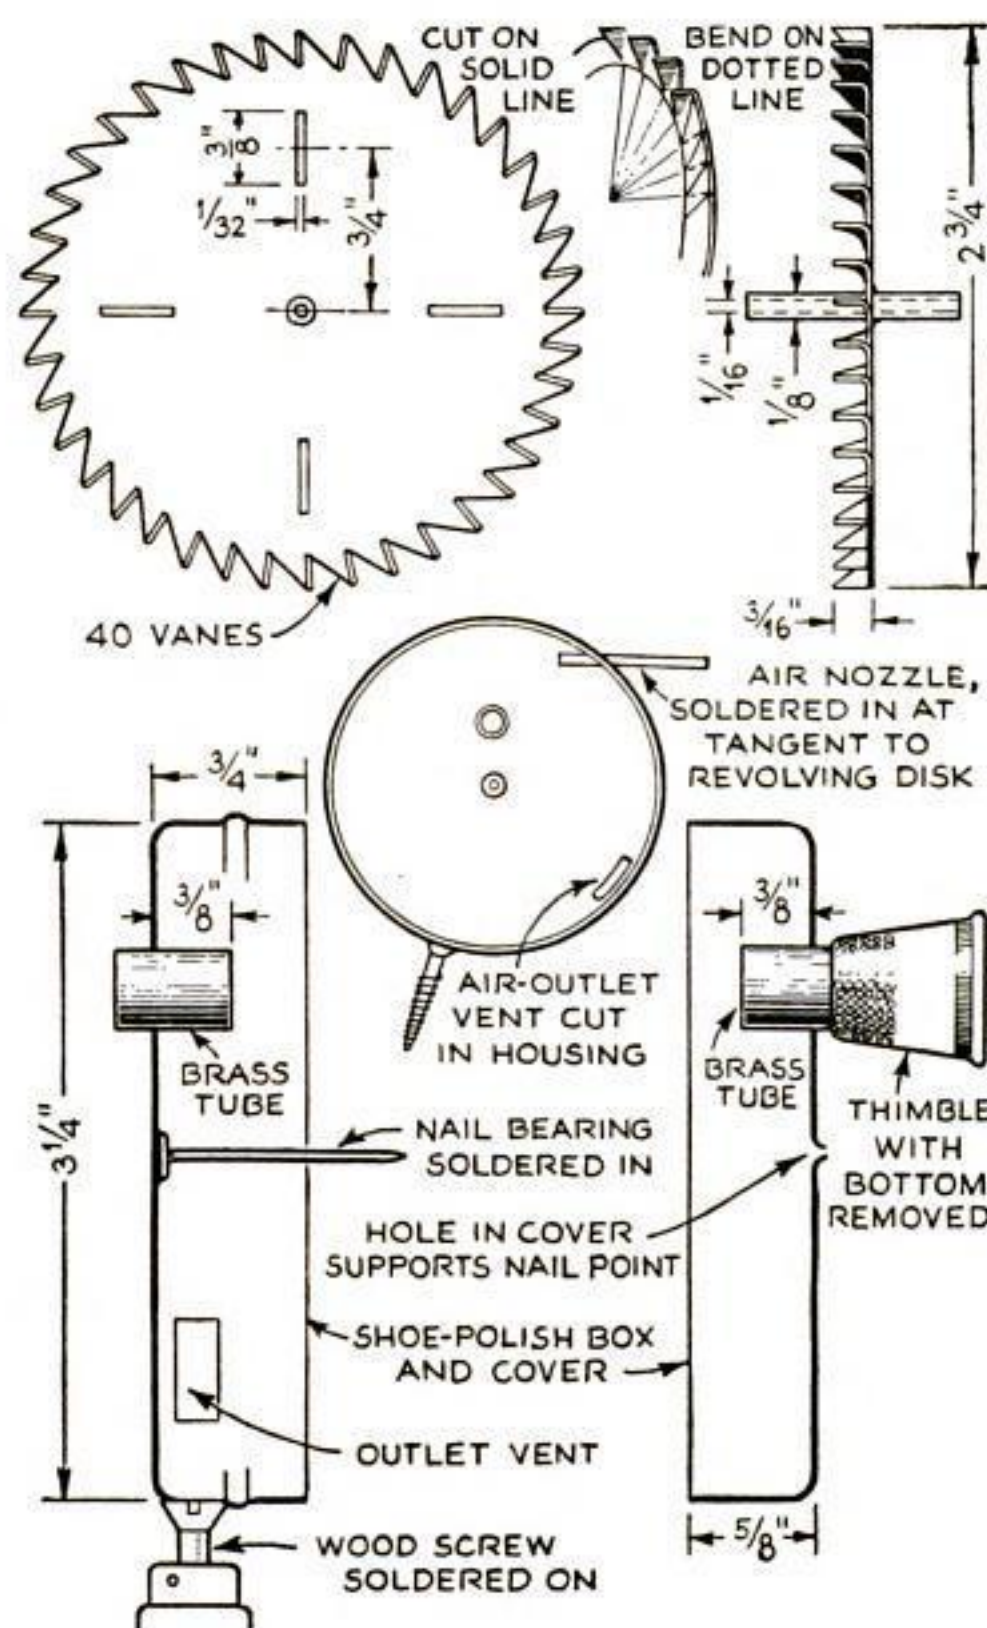 CUT ON
SOLID
LINE
BEND ON
DOTTED
LINE
3/8"
1/32"
3/4"
2 3/4"
1/16"
1/8"
40 VANES
3/16"
AIR NOZZLE,
SOLDERED IN AT
TANGENT TO
REVOLVING DISK
3/4"
3/8"
3/8"
AIR-OUTLET
VENT CUT
IN HOUSING
BRASS
TUBE
BRASS
TUBE
THIMBLE
WITH
BOTTOM
REMOVED
3 1/4"
NAIL BEARING
SOLDERED IN
HOLE IN COVER
SUPPORTS NAIL POINT
SHOE-POLISH BOX
AND COVER
OUTLET VENT
5/8"
WOOD SCREW
SOLDERED ON